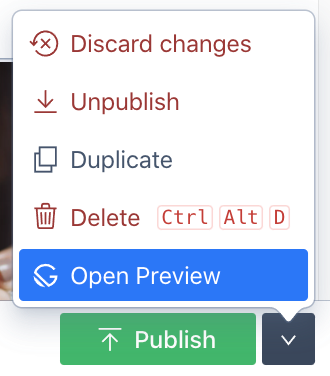 Discard changes
Unpublish
Duplicate
Delete Ctrl Alt D
Open Preview
Publish